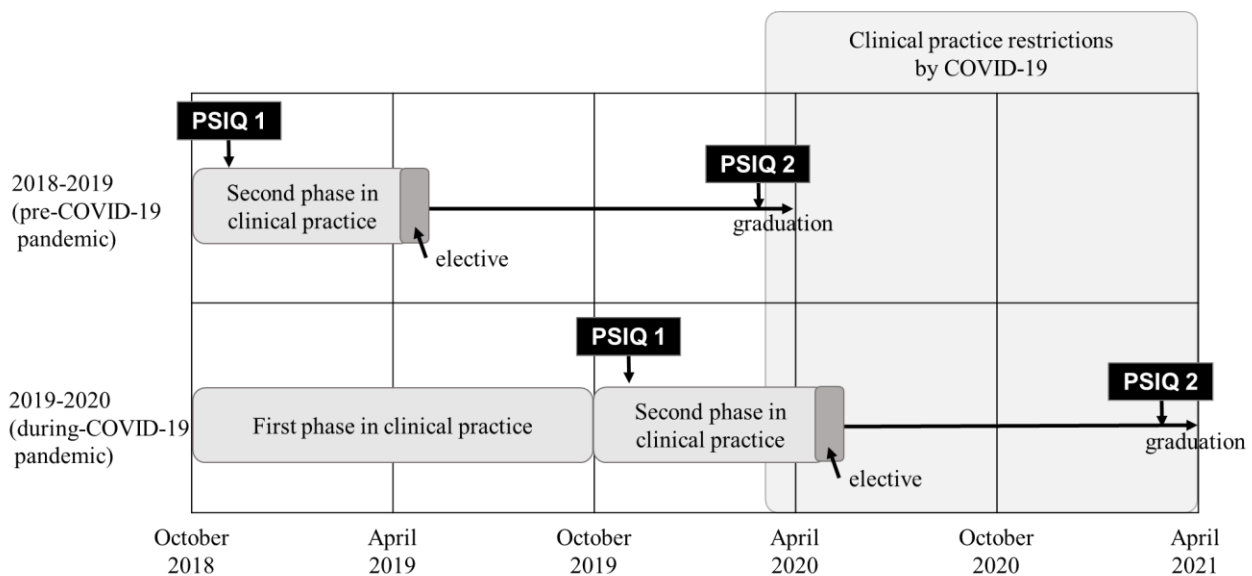 Clinical practice restrictions
by COVID-19
PSIQ 1
2018-2019
(pre-COVID-19
pandemic)
Second phase in
clinical practice
elective
PSIQ 2
graduation
PSIQ 1
2019-2020
(during-COVID-19
pandemic)
First phase in clinical practice
Second phase in
clinical practice
elective
PSIQ 2
graduation
October
2018
April
2019
October
2019
April
2020
October
2020
April
2021